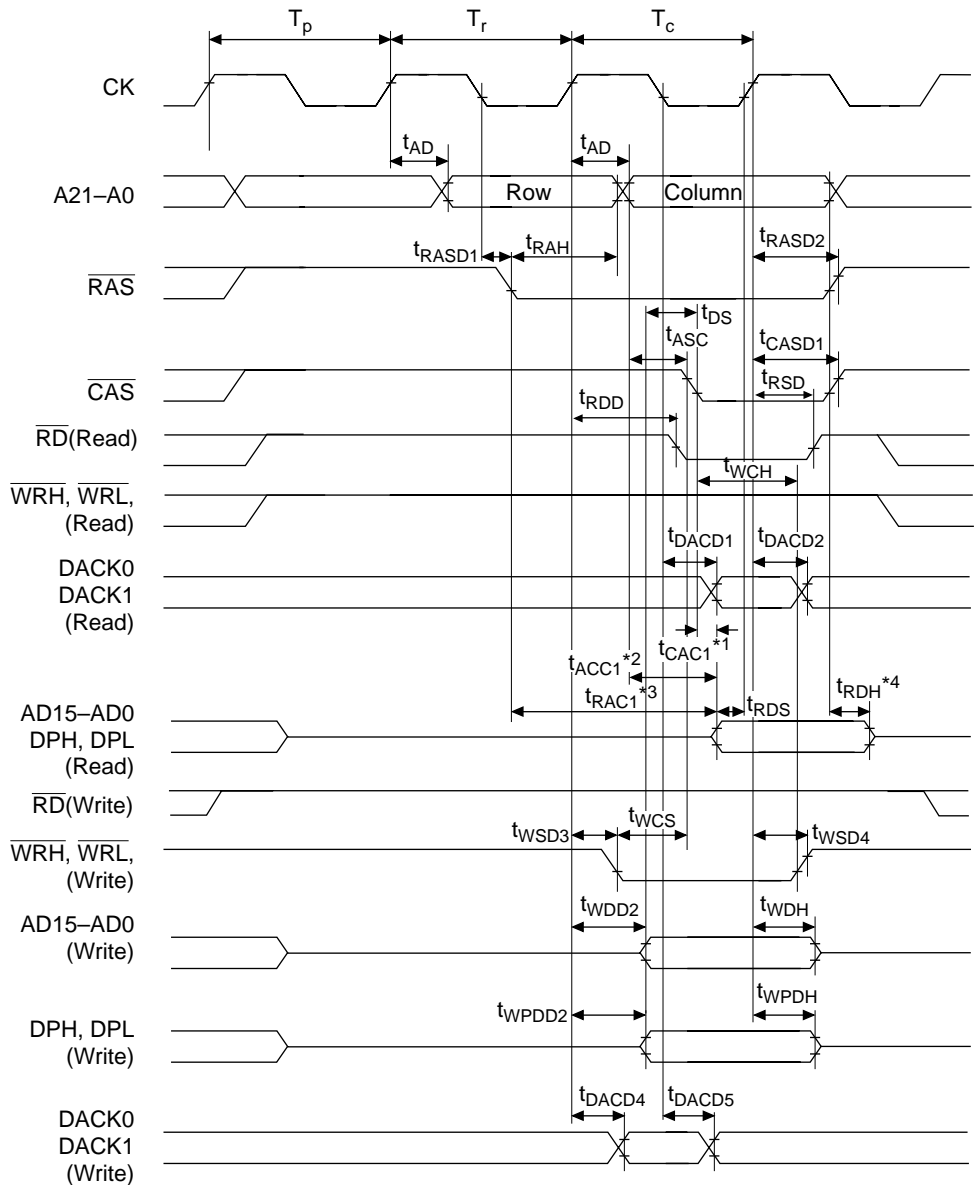 Tp Tr Tc
CK
tAD tAD
A21–A0 Row Column
tRASD1 tRAH tRASD2
RAS
tDS
tASC tCASD1
CAS tRSD
tRDD
RD(Read)
tWCH
WRH, WRL,
(Read)
DACK0
DACK1
(Read)
tDACD1 tDACD2
tCAC1*1
tACC1*2
tRAC1*3 tRDS tRDH*4
AD15–AD0
DPH, DPL
(Read)
RD(Write)
tWSD3 tWCS tWSD4
WRH, WRL,
(Write)
tWDD2 tWDH
AD15–AD0
(Write)
tWPDD2 tWPDH
DPH, DPL
(Write)
tDACD4 tDACD5
DACK0
DACK1
(Write)